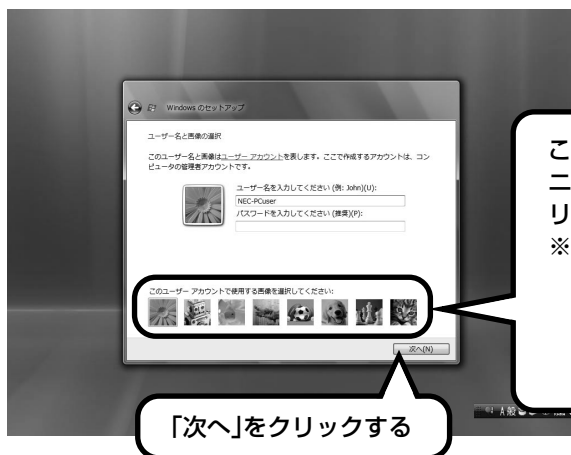 Windows のセットアップ
ユーザー名と画像の選択
このユーザー名と画像はユーザー アカウントを表します。ここで作成するアカウントは、コン
ピュータの管理者アカウントです。
ユーザー名を入力してください (例: John)(U):
NEC-PCuser
パスワードを入力してください (推奨)(P):
このユーザー アカウントで使用する画像を選択してください:
次へ(N)
「次へ」をクリックする
こ
ニ
リ
※
A 般